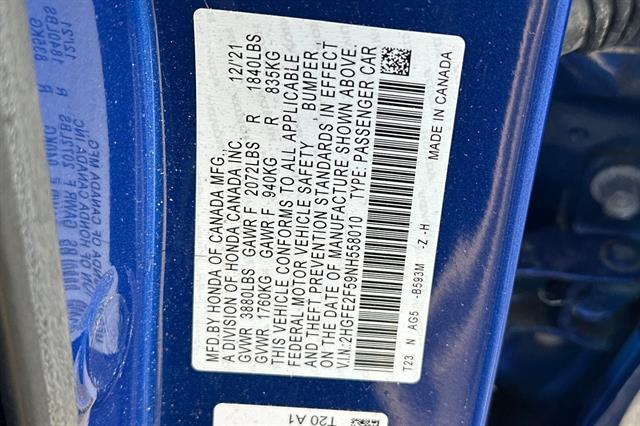 MFD.BY HONDA OF CANADA MFG., 12/'21
A DIVISION OF HONDA CANADA INC.
GVWR 3880LBS GAWR F 2072LBS R 1840LBS
GVWR 1760KG GAWR F 940KG R 835KG
THIS VEHICLE CONFORMS TO ALL APPLICABLE
FEDERAL MOTOR VEHICLE SAFETY , BUMPER ,
AND THEFT PREVENTION STANDARDS IN EFFECT
ON THE DATE OF MANUFACTURE SHOWN ABOVE.
V.I.N.:2HGFE2F59NH558010 TYPE: PASSENGER CAR
T23 N AG5 -B593M -Z -H
MADE IN CANADA
T20 A1